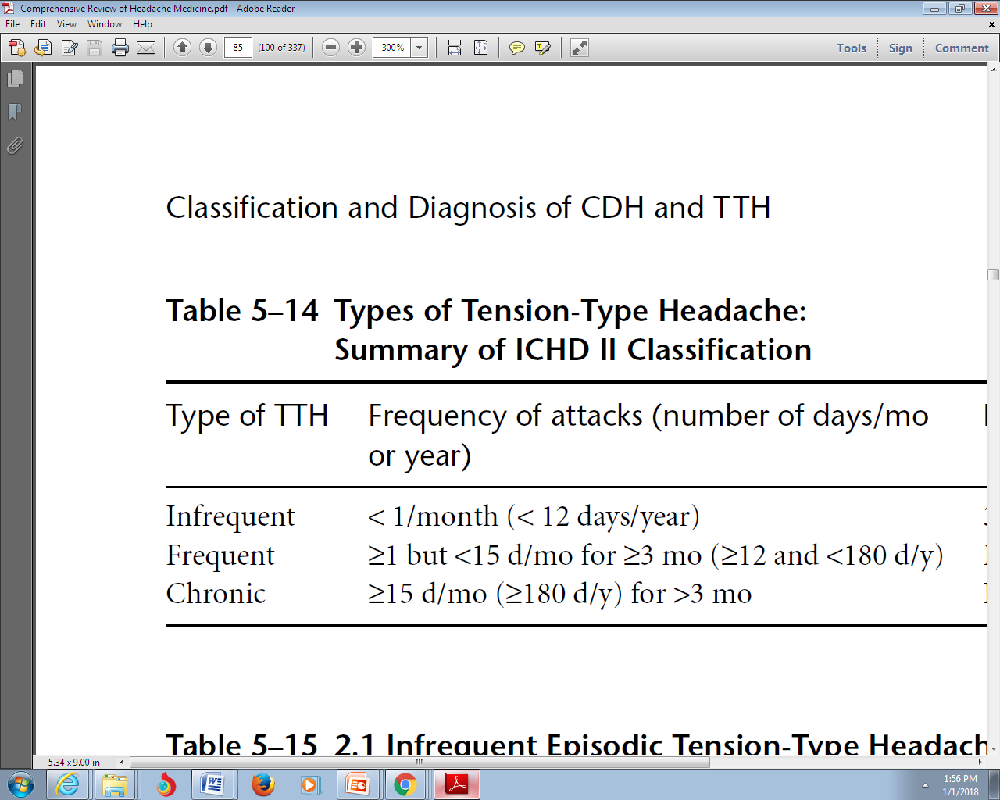 Comprehensive Review of Headache Medicine.pdf - Adobe Reader
File Edit View Window Help
85 (100 of 337) 300% Tools Sign Comment
Classification and Diagnosis of CDH and TTH
Table 5–14 Types of Tension-Type Headache:
Summary of ICHD II Classification
Type of TTH Frequency of attacks (number of days/mo
or year)
Infrequent < 1/month (< 12 days/year)
Frequent ≥1 but <15 d/mo for ≥3 mo (≥12 and <180 d/y)
Chronic ≥15 d/mo (≥180 d/y) for >3 mo
Table 5–15 2.1 Infrequent Episodic Tension-Type Headach
5.34 x 9.00 in
1:56 PM
1/1/2018